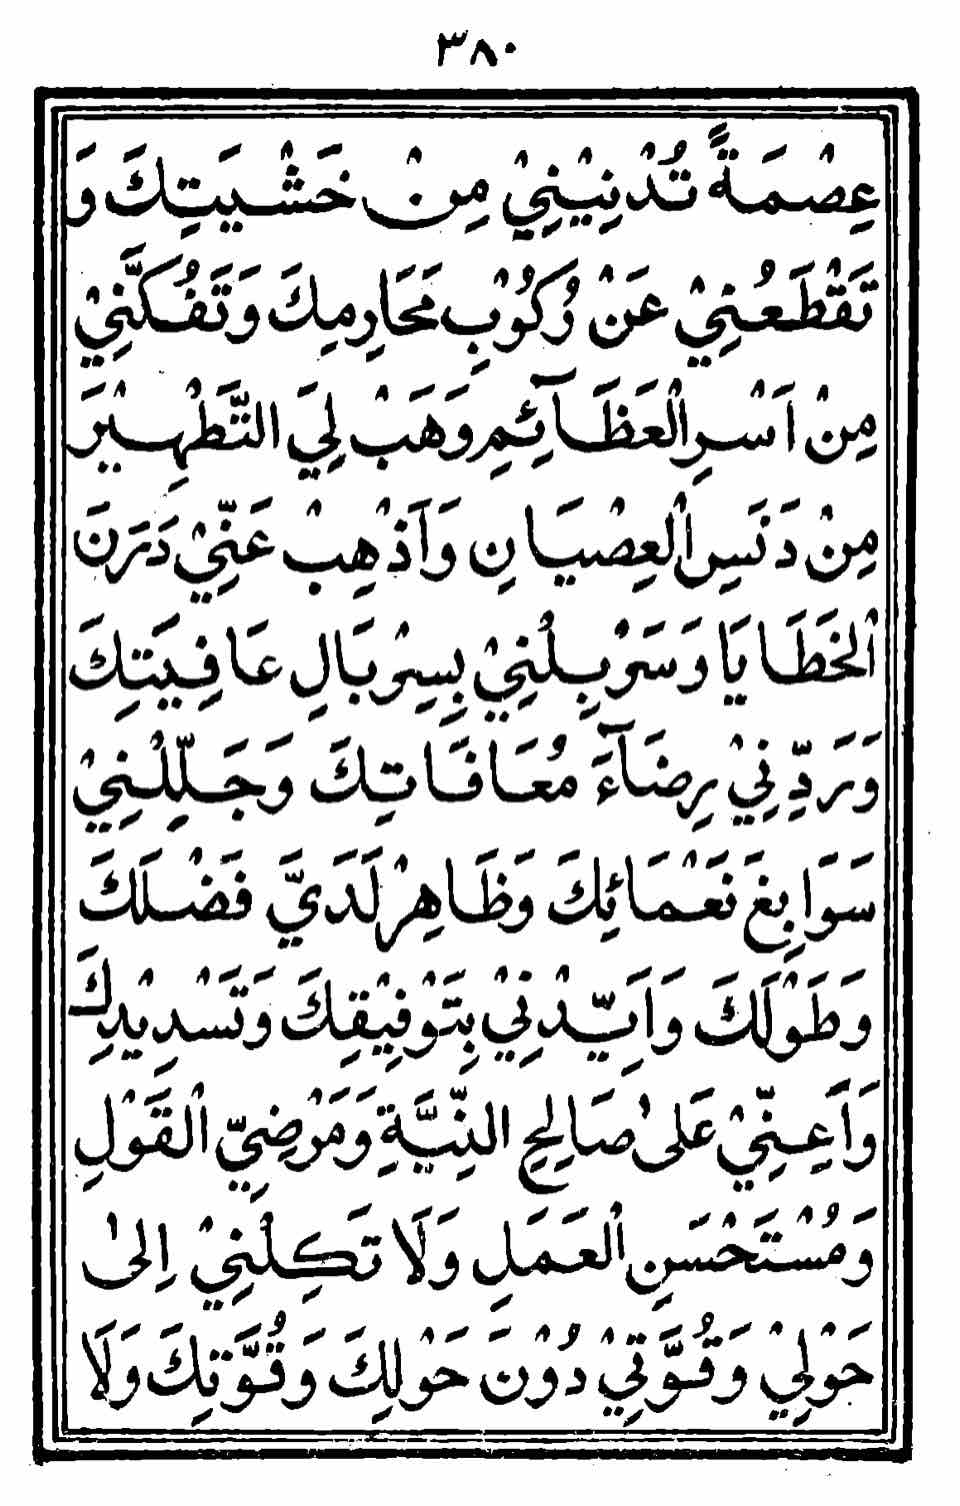 ٣٨٠
عِصْمَةً تُدْنِيْنِيْ مِنْ خَشْيَتِكَ وَ
تَقْطَعُنِيْ عَنْ رُكُوْبِ مَحَارِمِكَ وَتَفُكَّنِيْ
مِنْ اَسْرِ الْعَظَآئِمِ وَهَبْ لِيَ التَّطْهِيْرَ
مِنْ دَنَسِ الْعِصْيَانِ وَاَذْهِبْ عَنِّيْ دَرَنَ
الْخَطَايَا وَسَرْبِلْنِيْ بِسِرْبَالِ عَافِيَتِكَ
وَرَدِّنِيْ رِضَآءَ مُعَافَاتِكَ وَجَلِّلْنِيْ
سَوَابِغَ نَعْمَائِكَ وَظَاهِرْ لَدَيَّ فَضْلَكَ
وَطَوْلَكَ وَاَيِّدْنِيْ بِتَوْفِيْقِكَ وَتَسْدِيْدِكَ
وَاَعِنِّيْ عَلٰى صَالِحِ النِّيَّةِ وَمَرْضِيِّ الْقَوْلِ
وَمُسْتَحْسَنِ الْعَمَلِ وَلَا تَكِلْنِيْ اِلٰى
حَوْلِيْ وَقُوَّتِيْ دُوْنَ حَوْلِكَ وَقُوَّتِكَ وَلَا